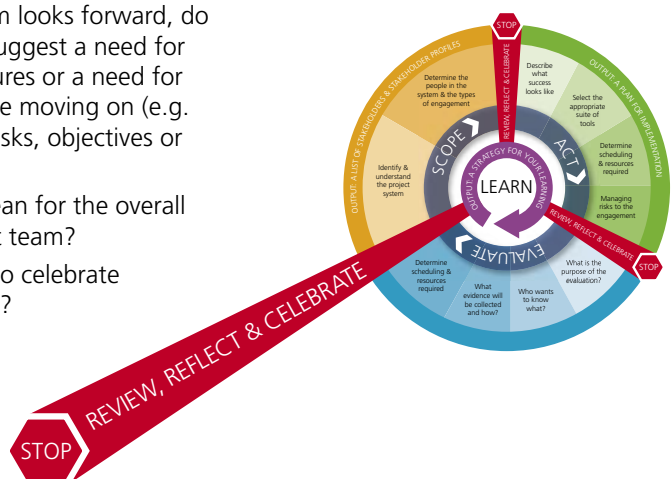 m looks forward, do
uggest a need for
ures or a need for
e moving on (e.g.
sks, objectives or
ean for the overall
t team?
o celebrate
?
STOP
REVIEW, REFLECT & CELEBRATE
OUTPUT: A LIST OF STAKEHOLDERS & STAKEHOLDER PROFILES
Determine the
people in the
system & the types
of engagement
Identify &
understand
the project
system
SCOPE
OUTPUT: A PLAN FOR IMPLEMENTATION
Describe
what
success
looks like
Select the
appropriate
suite of
tools
Determine
scheduling
& resources
required
Managing
risks to the
engagement
ACT
REVIEW, REFLECT & CELEBRATE
STOP
What is the
purpose of the
evaluation?
Who wants
to know
what?
What
evidence will
be collected
and how?
Determine
scheduling &
resources
required
EVALUATE
OUTPUT: A STRATEGY FOR YOUR LEARNING
LEARN
REVIEW, REFLECT & CELEBRATE
STOP